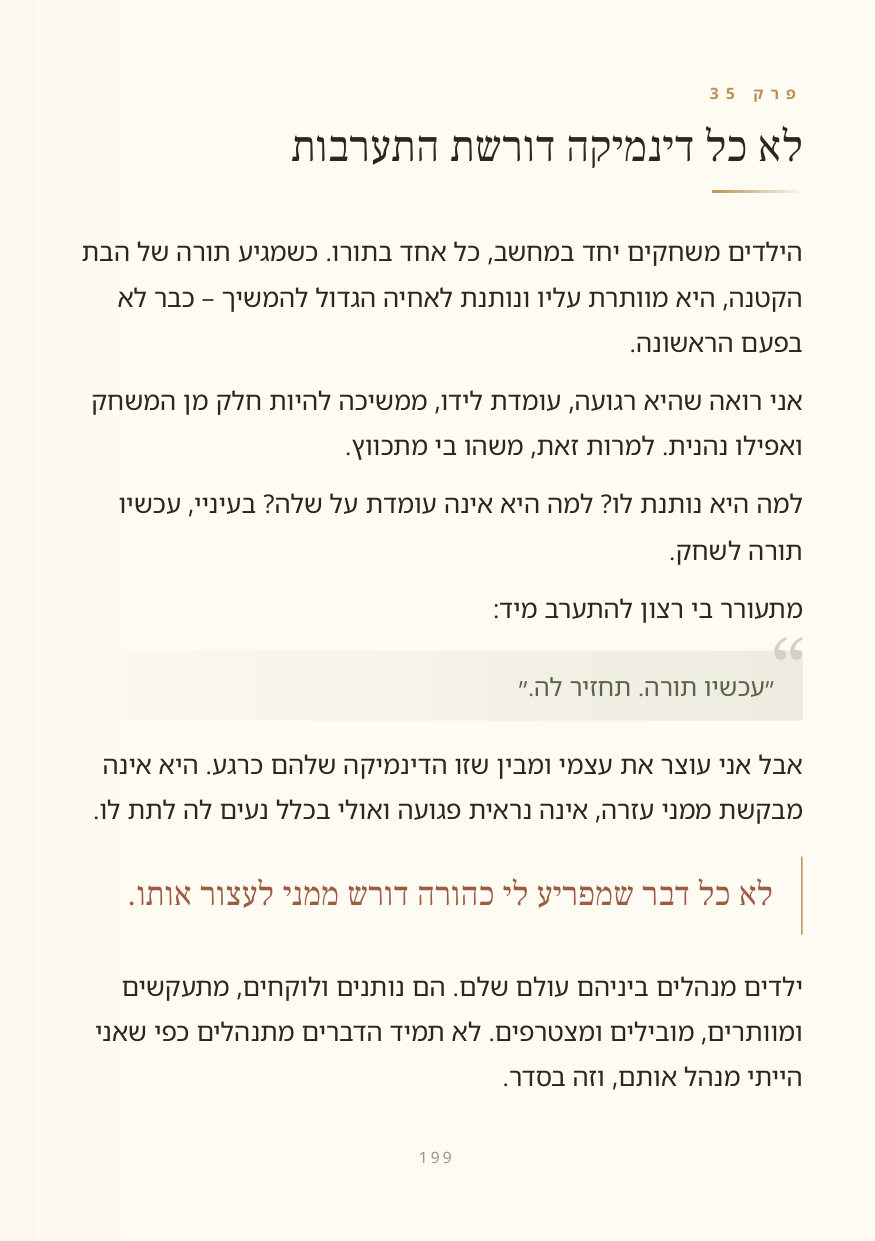 פרק 35
לא כל דינמיקה דורשת התערבות
הילדים משחקים יחד במחשב, כל אחד בתורו. כשמגיע תורה של הבת
הקטנה, היא מוותרת עליו ונותנת לאחיה הגדול להמשיך – כבר לא
בפעם הראשונה.
אני רואה שהיא רגועה, עומדת לידו, ממשיכה להיות חלק מן המשחק
ואפילו נהנית. למרות זאת, משהו בי מתכווץ.
למה היא נותנת לו? למה היא אינה עומדת על שלה? בעיניי, עכשיו
תורה לשחק.
מתעורר בי רצון להתערב מיד:
“
״עכשיו תורה. תחזיר לה.״
אבל אני עוצר את עצמי ומבין שזו הדינמיקה שלהם כרגע. היא אינה
מבקשת ממני עזרה, אינה נראית פגועה ואולי בכלל נעים לה לתת לו.
לא כל דבר שמפריע לי כהורה דורש ממני לעצור אותו.
ילדים מנהלים ביניהם עולם שלם. הם נותנים ולוקחים, מתעקשים
ומוותרים, מובילים ומצטרפים. לא תמיד הדברים מתנהלים כפי שאני
הייתי מנהל אותם, וזה בסדר.
199